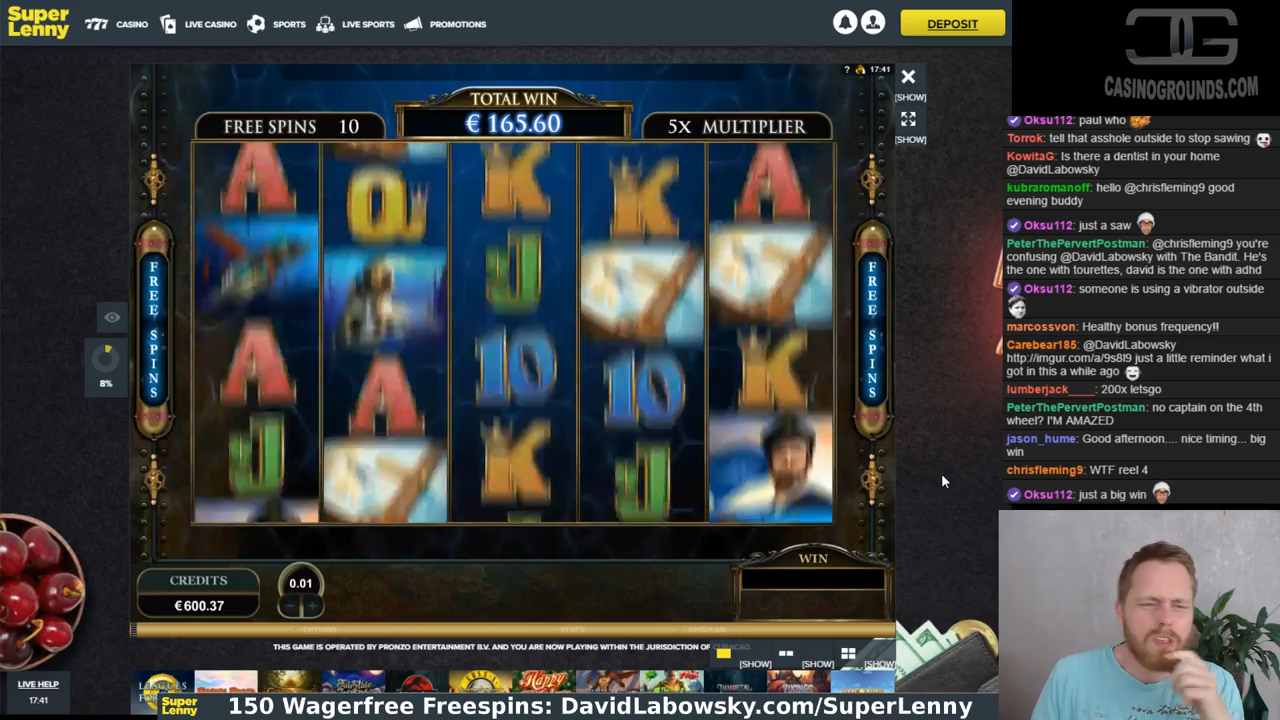 Super Lenny
777 CASINO LIVE CASINO SPORTS LIVE SPORTS PROMOTIONS
DEPOSIT
CASINOGROUNDS.COM
? 17:41
[SHOW]
[SHOW]
FREE SPINS 10
TOTAL WIN
€ 165.60
5X MULTIPLIER
A Q K K A
J
A A 10 10 K
J K J
FREE SPINS
FREE SPINS
8%
CREDITS
€600.37
0.01
WIN
OPTIONS STATS
THIS GAME IS OPERATED BY PRONZO ENTERTAINMENT B.V. AND YOU ARE NOW PLAYING WITHIN THE JURISDICTION OF CURACAO.
[SHOW] [SHOW] [SHOW]
LIVE HELP
17:41
Super Lenny
150 Wagerfree Freespins: DavidLabowsky.com/SuperLenny
Oksu112: paul who
Torrok: tell that asshole outside to stop sawing
KowitaG: Is there a dentist in your home
@DavidLabowsky
kubraromanoff: hello @chrisfleming9 good
evening buddy
Oksu112: just a saw
PeterThePervertPostman: @chrisfleming9 you're
confusing @DavidLabowsky with The Bandit. He's
the one with tourettes, david is the one with adhd
Oksu112: someone is using a vibrator outside
marcossvon: Healthy bonus frequency!!
Carebear185: @DavidLabowsky
http://imgur.com/a/9s8l9 just a little reminder what i
got in this a while ago
lumberjack____: 200x letsgo
PeterThePervertPostman: no captain on the 4th
wheel? I'M AMAZED
jason_hume: Good afternoon.... nice timing... big
win
chrisfleming9: WTF reel 4
Oksu112: just a big win